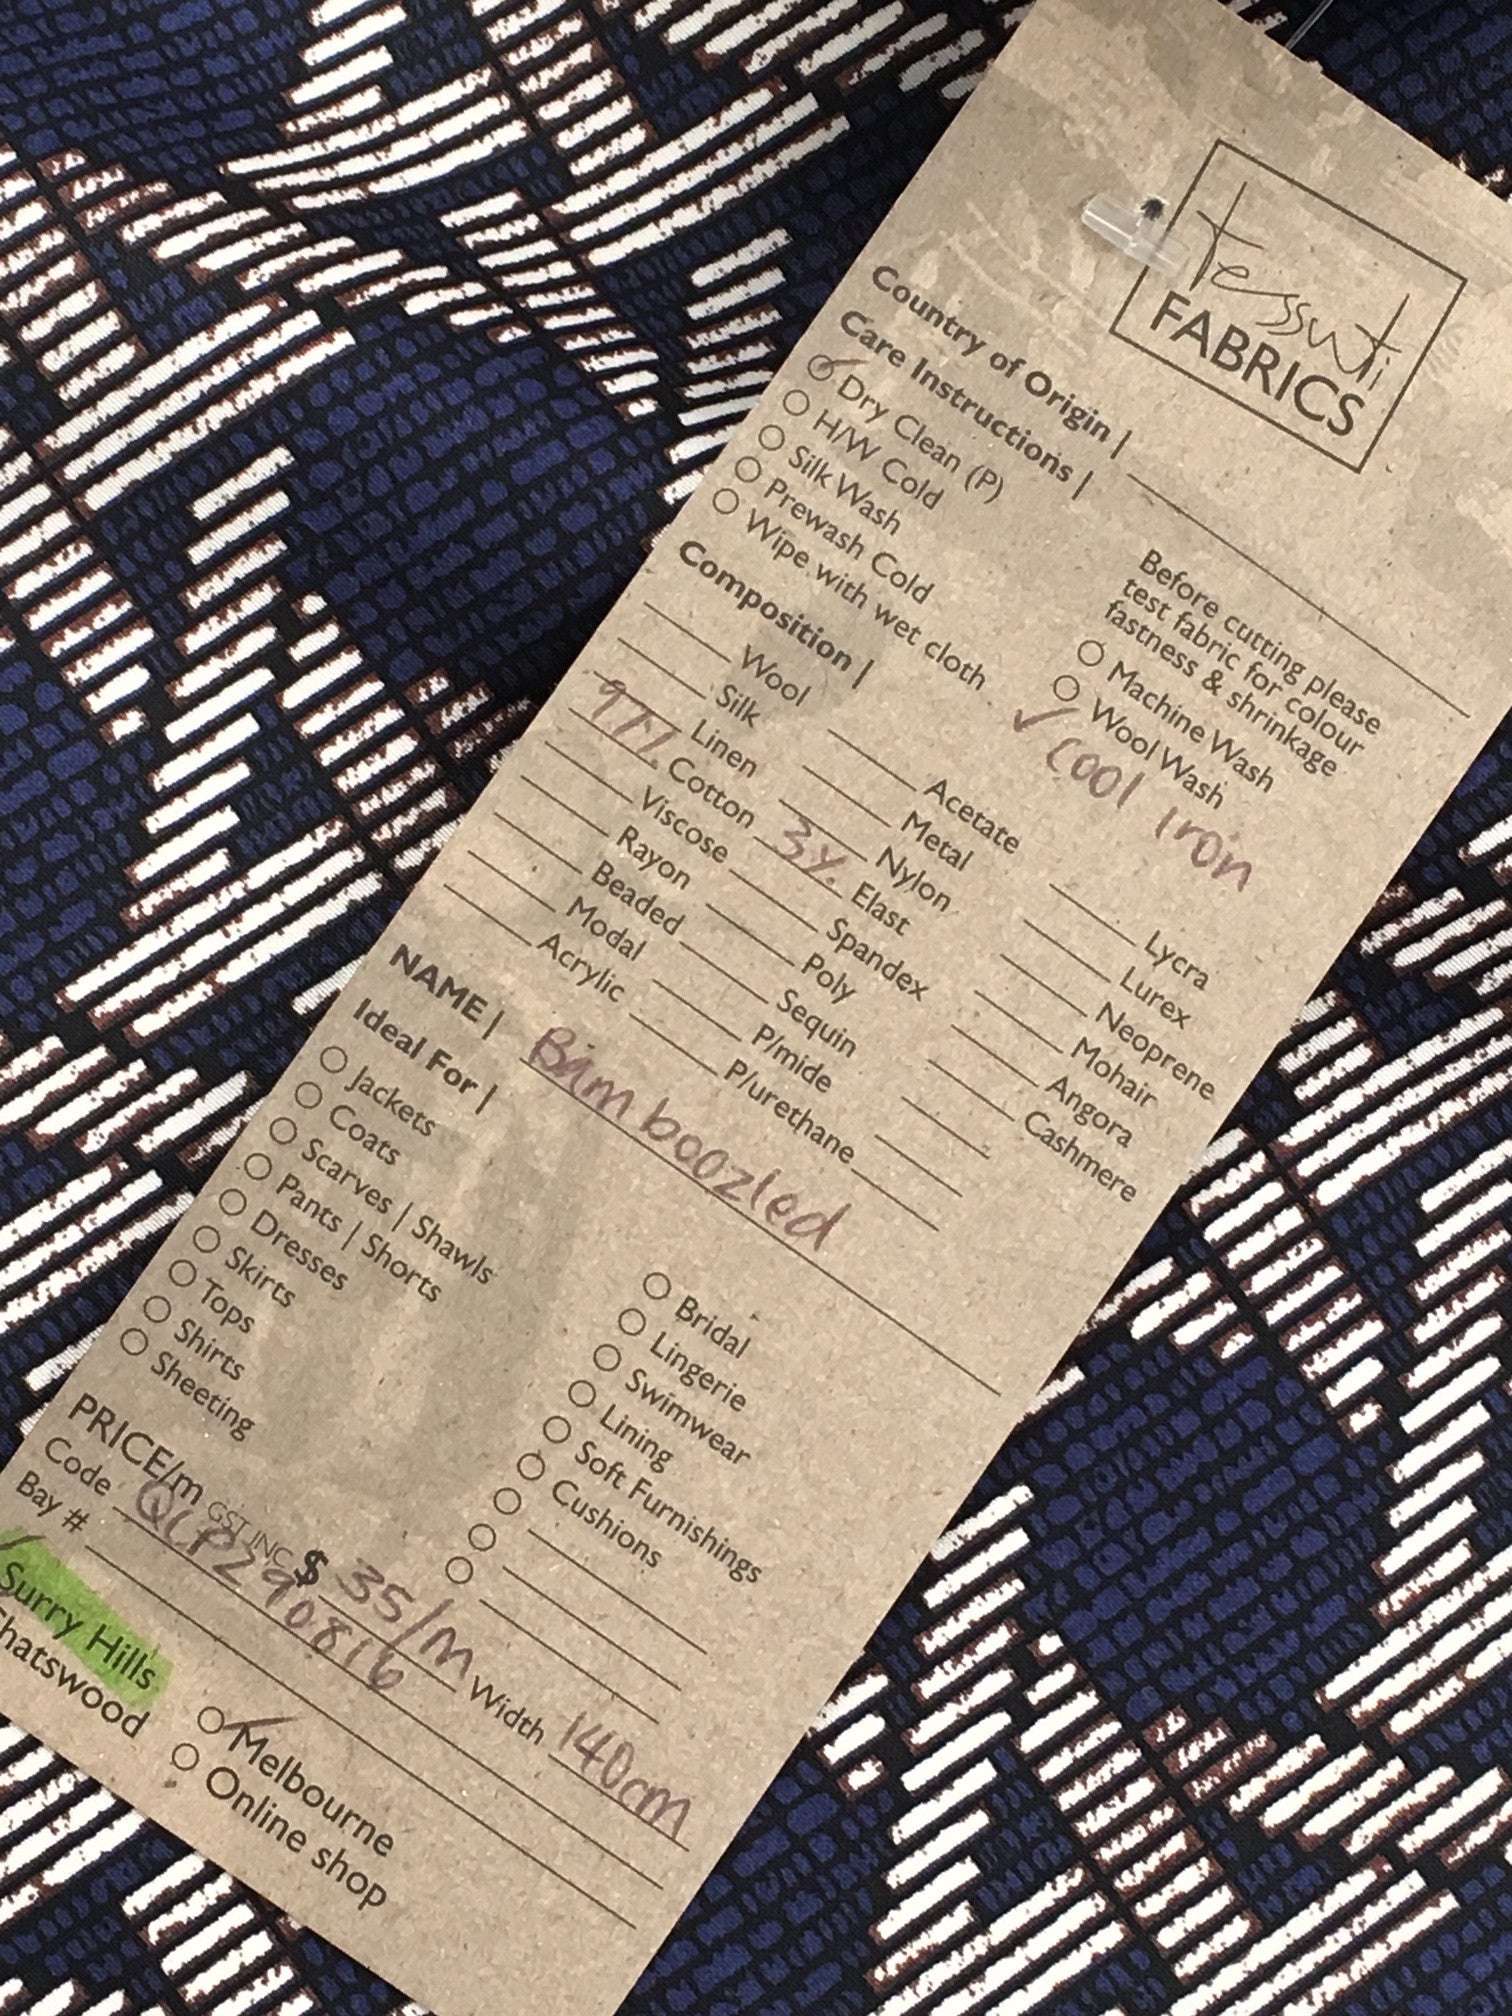 tessuti
FABRICS
Country of Origin |
Care Instructions |
Dry Clean (P)
H/W Cold
Silk Wash
Prewash Cold
Wipe with wet cloth
Before cutting please
test fabric for colour
fastness & shrinkage
Machine Wash
Wool Wash
✓ Cool Iron
Composition |
Wool
Silk
Linen
97% Cotton
Viscose
Rayon
Beaded
Modal
Acrylic
Acetate
Metal
Nylon
3% Elast
Spandex
Poly
Sequin
P/mide
P/urethane
Lycra
Lurex
Neoprene
Mohair
Angora
Cashmere
NAME | Bamboozled
Ideal For |
Jackets
Coats
Scarves | Shawls
Pants | Shorts
Dresses
Skirts
Tops
Shirts
Sheeting
Bridal
Lingerie
Swimwear
Lining
Soft Furnishings
Cushions
PRICE/m GST INC $ 35/m Width 140cm
Code QLP290816
Bay #
Surry Hills
Chatswood
Melbourne
Online shop